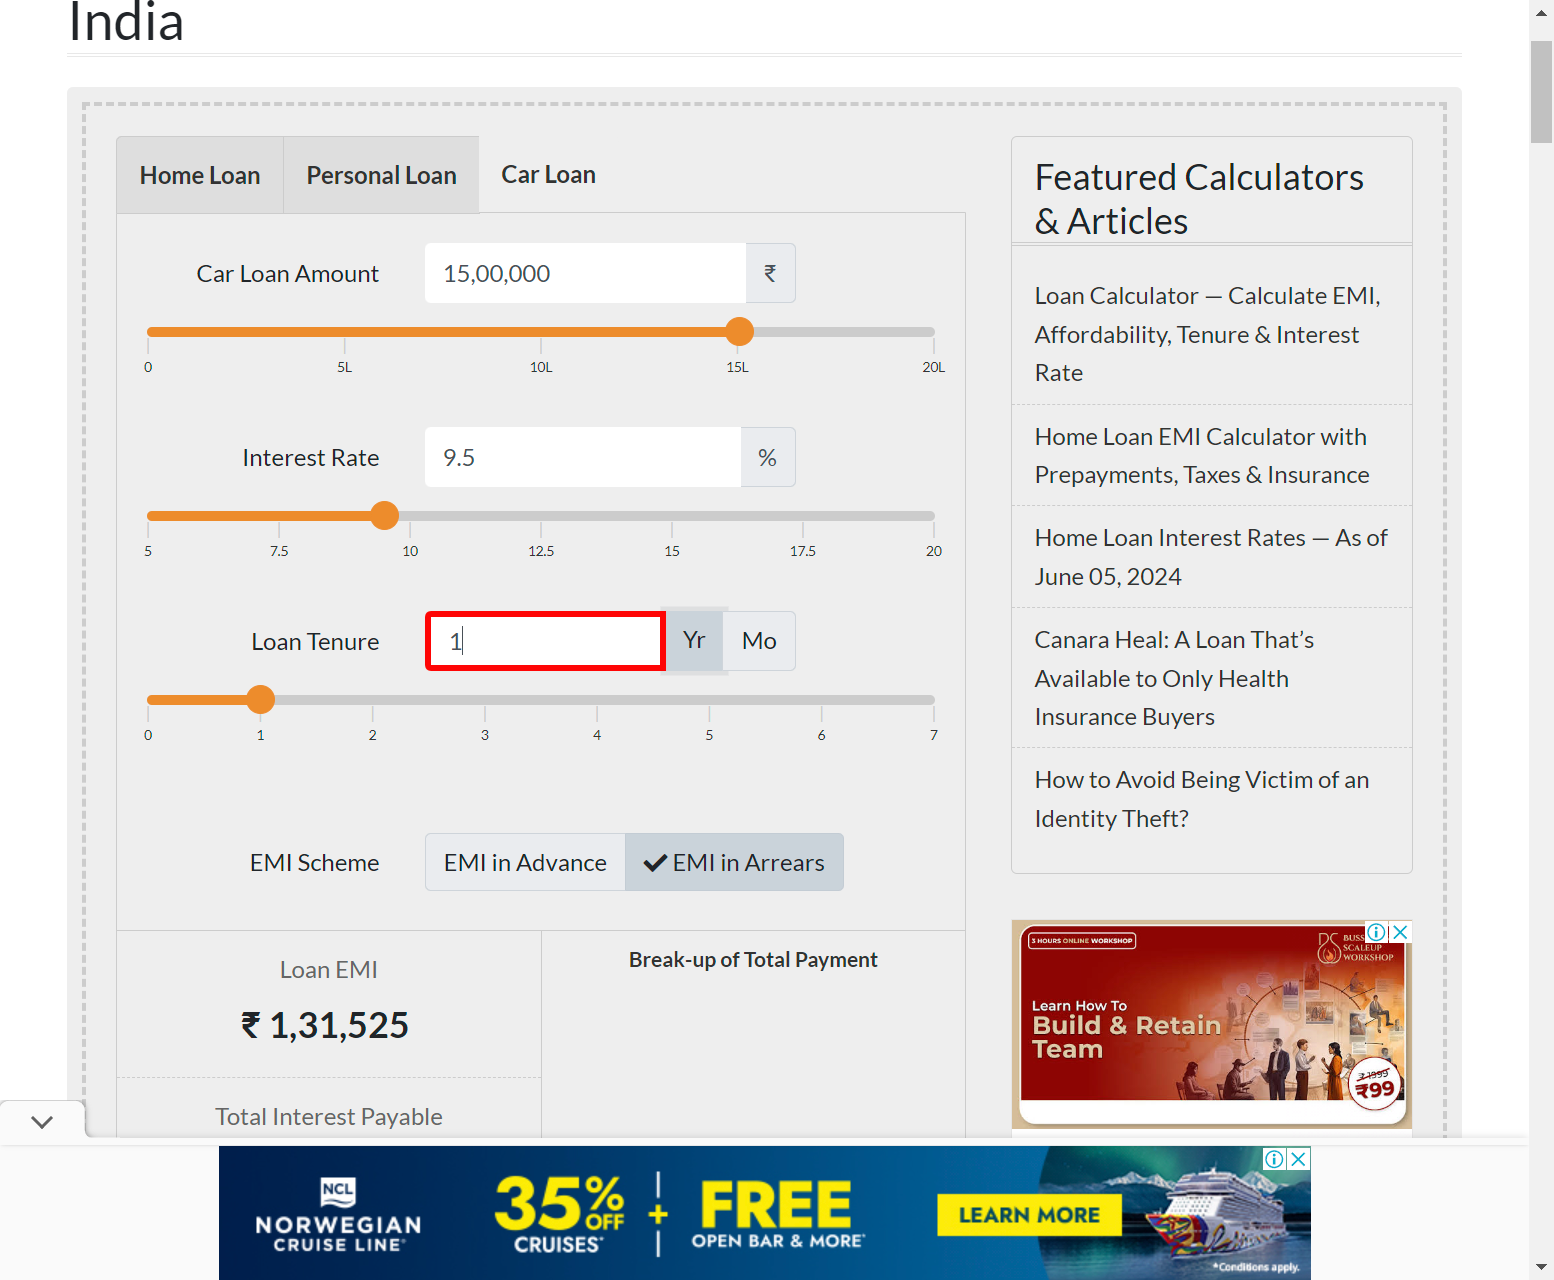 India
Home Loan
Personal Loan
Car Loan
Car Loan Amount
15,00,000
₹
0
5L
10L
15L
20L
Interest Rate
9.5
%
5
7.5
10
12.5
15
17.5
20
Loan Tenure
1
Yr
Mo
0
1
2
3
4
5
6
7
EMI Scheme
EMI in Advance
EMI in Arrears
Loan EMI
₹ 1,31,525
Total Interest Payable
Break-up of Total Payment
Featured Calculators
& Articles
Loan Calculator — Calculate EMI,
Affordability, Tenure & Interest
Rate
Home Loan EMI Calculator with
Prepayments, Taxes & Insurance
Home Loan Interest Rates — As of
June 05, 2024
Canara Heal: A Loan That's
Available to Only Health
Insurance Buyers
How to Avoid Being Victim of an
Identity Theft?
3 HOURS ONLINE WORKSHOP
SCALEUP
WORKSHOP
Learn How To
Build & Retain
Team
₹ 1999
₹99
NCL
NORWEGIAN
CRUISE LINE
35% OFF
CRUISES*
+
FREE
OPEN BAR & MORE*
LEARN MORE
*Conditions apply.